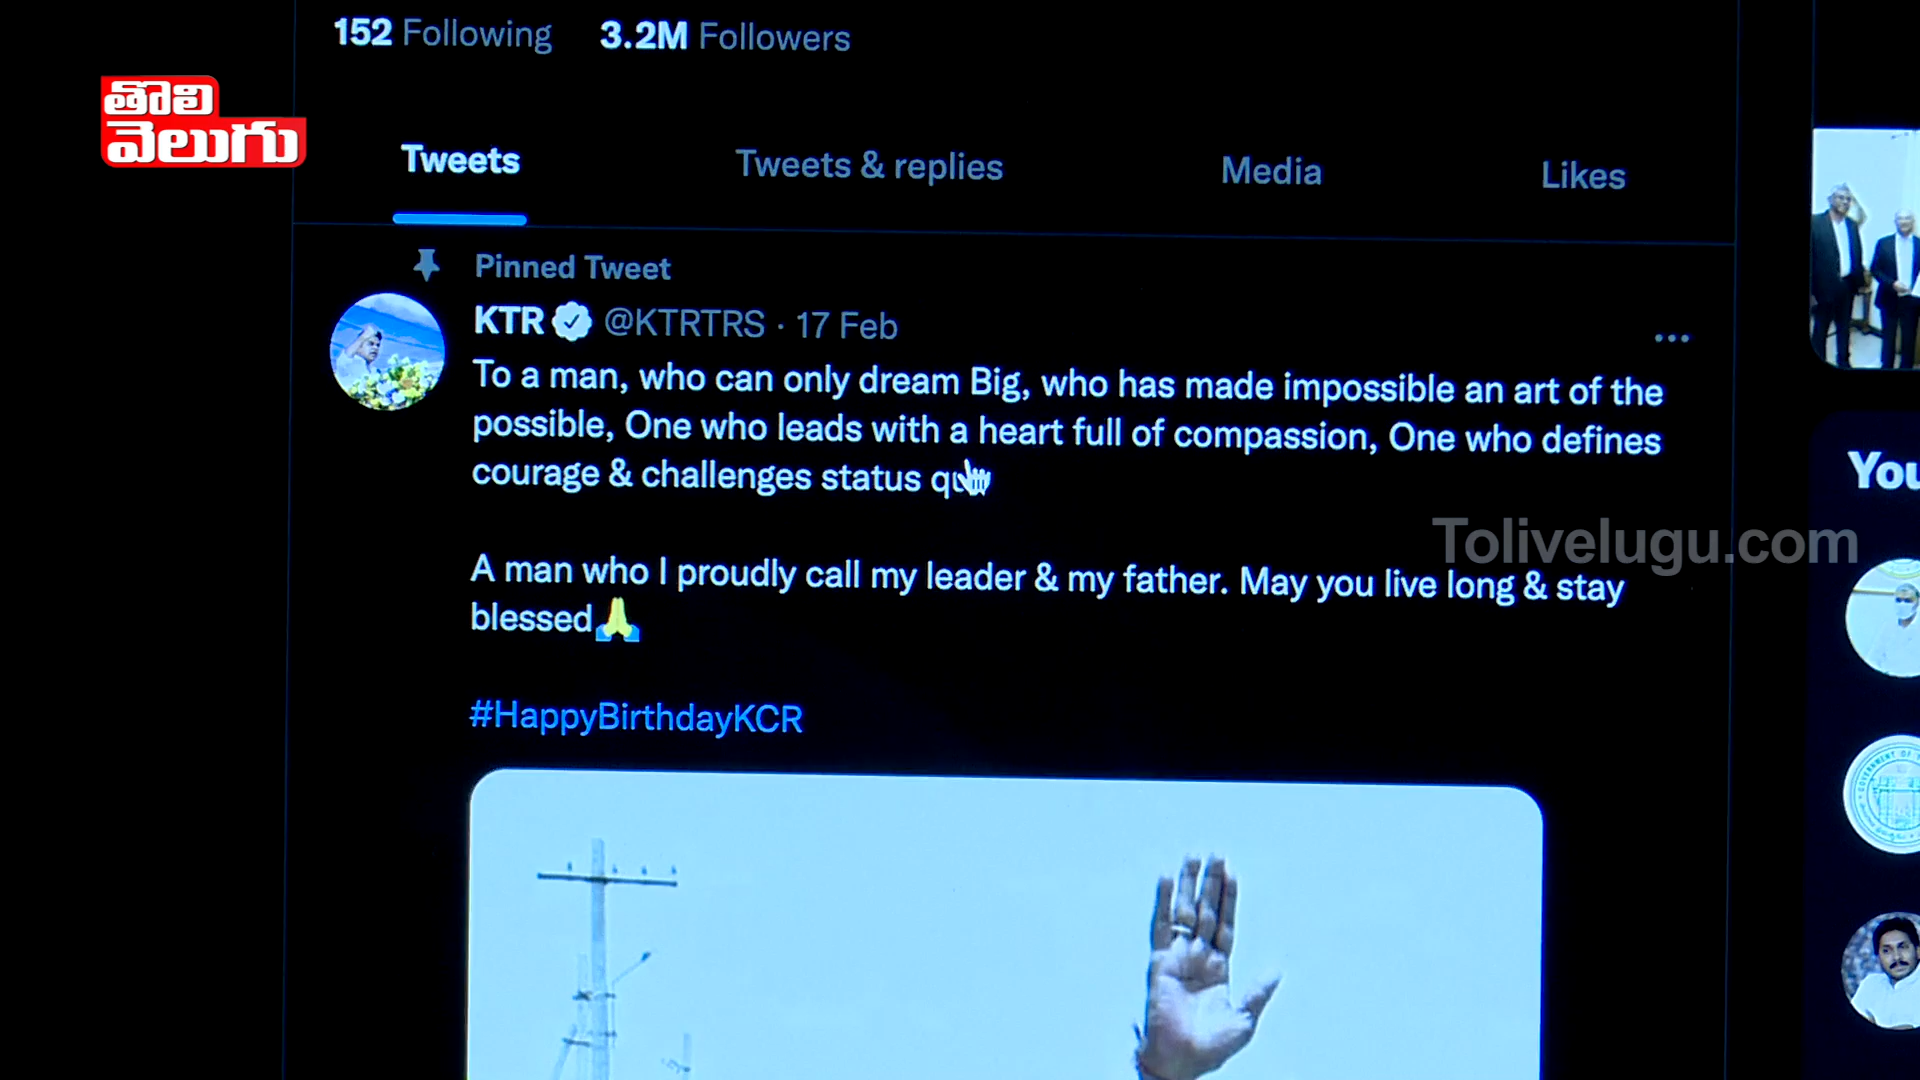 152 Following 3.2M Followers
తొలి
వెలుగు
Tweets Tweets & replies Media Likes
Pinned Tweet
KTR @KTRTRS · 17 Feb
To a man, who can only dream Big, who has made impossible an art of the
possible, One who leads with a heart full of compassion, One who defines
courage & challenges status
You
Tolivelugu.com
A man who I proudly call my leader & my father. May you live long & stay
blessed🙏
#HappyBirthdayKCR
GOVERNMENT OF